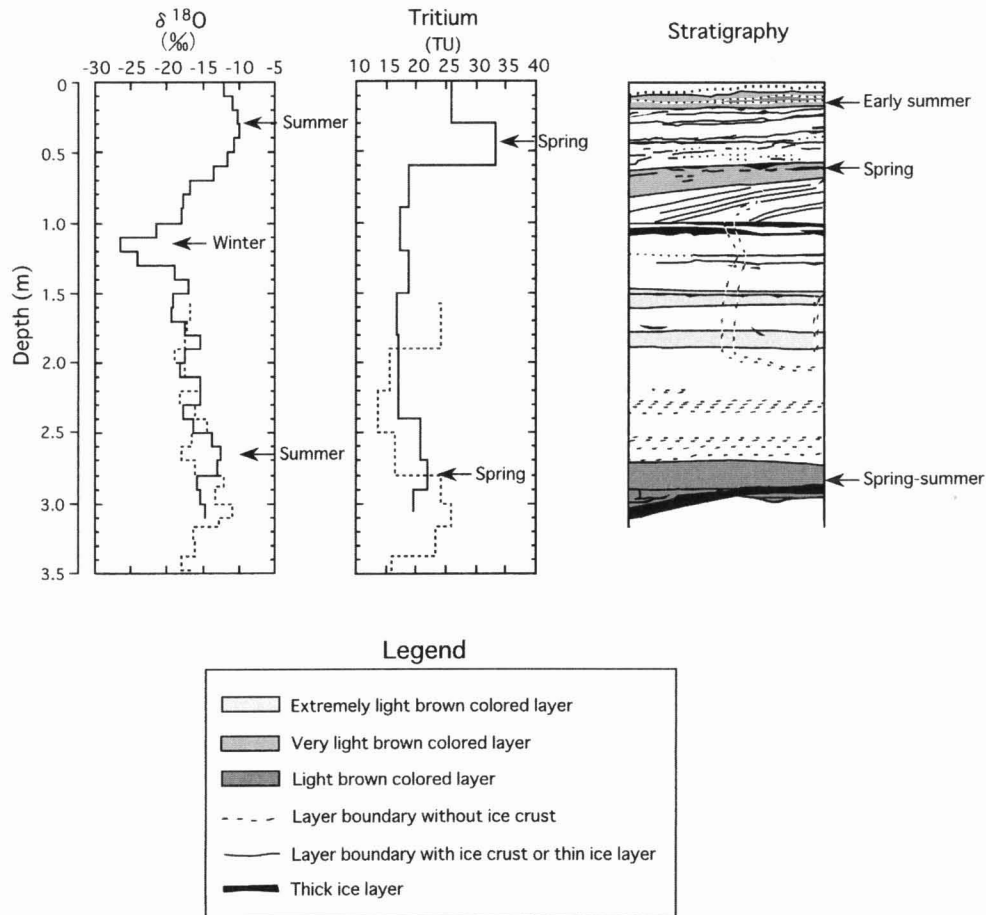 δ 18O
(‰)
-30 -25 -20 -15 -10 -5
Tritium
(TU)
10 15 20 25 30 35 40
Stratigraphy
Depth (m)
0
0.5
1.0
1.5
2.0
2.5
3.0
3.5
Summer
Winter
Summer
Spring
Spring
Early summer
Spring
Spring-summer
Legend
Extremely light brown colored layer
Very light brown colored layer
Light brown colored layer
Layer boundary without ice crust
Layer boundary with ice crust or thin ice layer
Thick ice layer